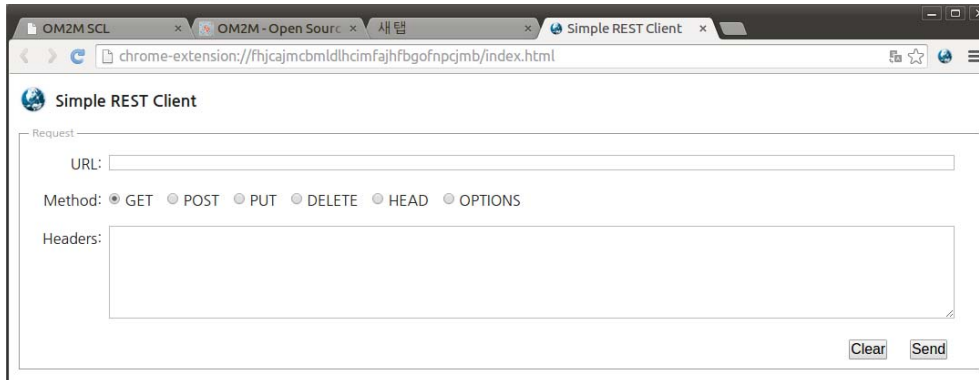 OM2M SCL
OM2M - Open Sourc
새 탭
Simple REST Client
chrome-extension://fhjcajmcbmldlhcimfajhfbgofnpcjmb/index.html
Simple REST Client
Request
URL:
Method: GET POST PUT DELETE HEAD OPTIONS
Headers:
Clear Send